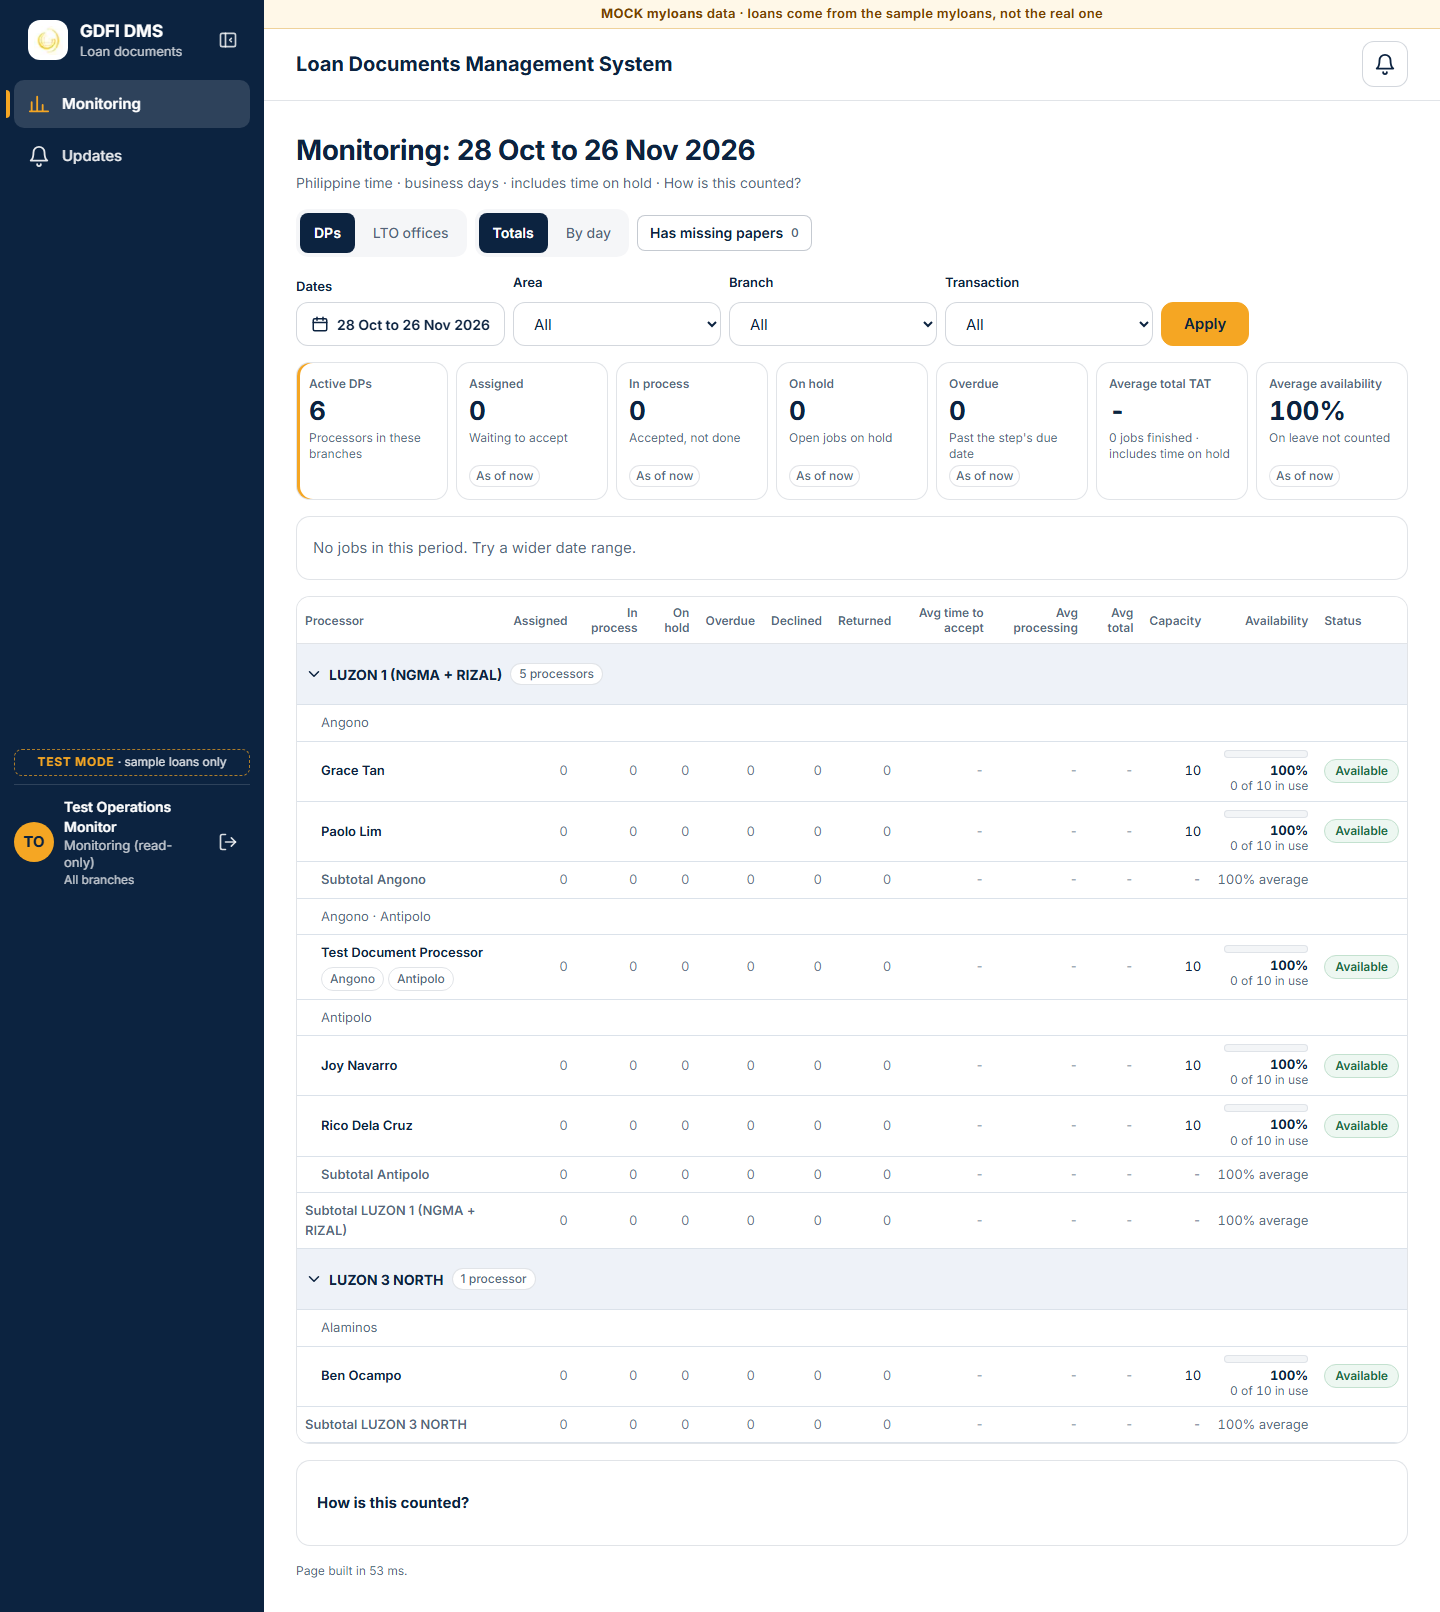 GDFI DMS
Loan documents
Monitoring
Updates
TEST MODE · sample loans only
TO
Test Operations
Monitor
Monitoring (read-
only)
All branches
MOCK myloans data · loans come from the sample myloans, not the real one
Loan Documents Management System
Monitoring: 28 Oct to 26 Nov 2026
Philippine time · business days · includes time on hold · How is this counted?
DPs LTO offices Totals By day Has missing papers 0
Dates Area Branch Transaction
28 Oct to 26 Nov 2026 All All All Apply
Active DPs
6
Processors in these
branches
Assigned
0
Waiting to accept
As of now
In process
0
Accepted, not done
As of now
On hold
0
Open jobs on hold
As of now
Overdue
0
Past the step's due
date
As of now
Average total TAT
-
0 jobs finished ·
includes time on hold
Average availability
100%
On leave not counted
As of now
No jobs in this period. Try a wider date range.
Processor Assigned In process On hold Overdue Declined Returned Avg time to accept Avg processing Avg total Capacity Availability Status
LUZON 1 (NGMA + RIZAL) 5 processors
Angono
Grace Tan 0 0 0 0 0 0 - - - 10 100% Available
0 of 10 in use
Paolo Lim 0 0 0 0 0 0 - - - 10 100% Available
0 of 10 in use
Subtotal Angono 0 0 0 0 0 0 - - - - 100% average
Angono · Antipolo
Test Document Processor 0 0 0 0 0 0 - - - 10 100% Available
Angono Antipolo 0 of 10 in use
Antipolo
Joy Navarro 0 0 0 0 0 0 - - - 10 100% Available
0 of 10 in use
Rico Dela Cruz 0 0 0 0 0 0 - - - 10 100% Available
0 of 10 in use
Subtotal Antipolo 0 0 0 0 0 0 - - - - 100% average
Subtotal LUZON 1 (NGMA +
RIZAL) 0 0 0 0 0 0 - - - - 100% average
LUZON 3 NORTH 1 processor
Alaminos
Ben Ocampo 0 0 0 0 0 0 - - - 10 100% Available
0 of 10 in use
Subtotal LUZON 3 NORTH 0 0 0 0 0 0 - - - - 100% average
How is this counted?
Page built in 53 ms.